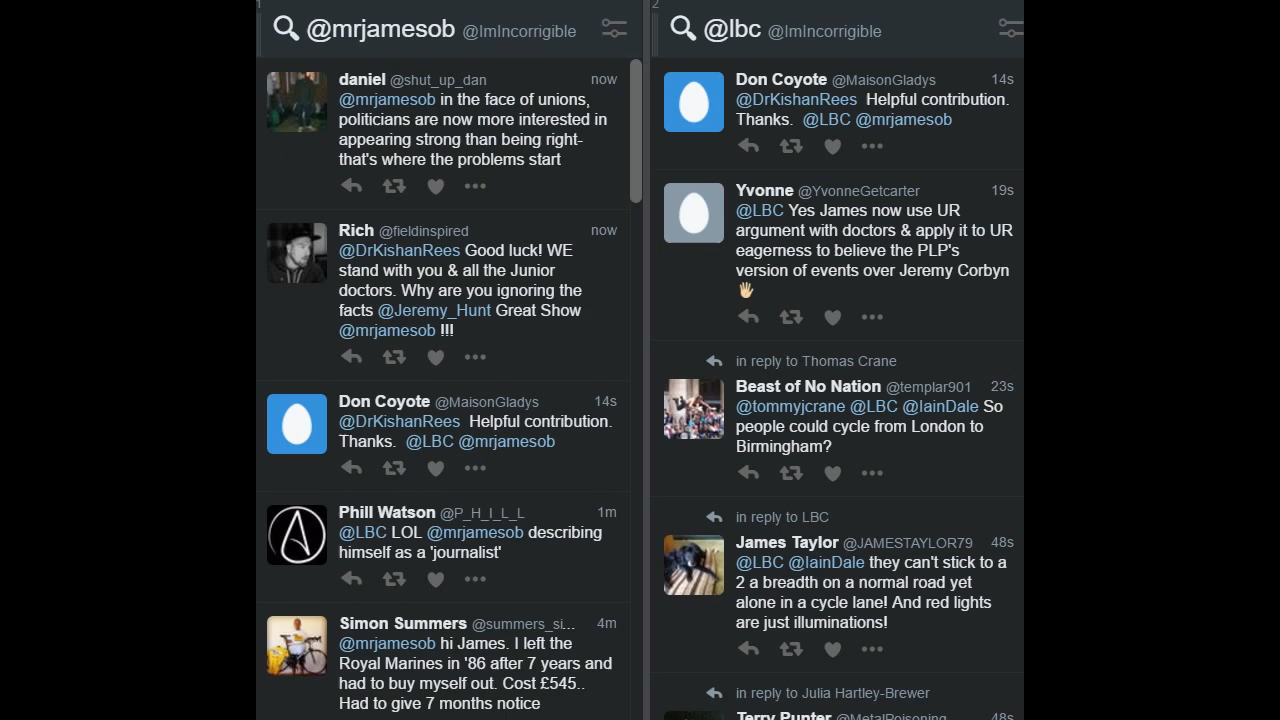 1
@mrjamesob @ImIncorrigible
daniel @shut_up_dan now
@mrjamesob in the face of unions,
politicians are now more interested in
appearing strong than being right-
that's where the problems start
Rich @fieldinspired now
@DrKishanRees Good luck! WE
stand with you & all the Junior
doctors. Why are you ignoring the
facts @Jeremy_Hunt Great Show
@mrjamesob !!!
Don Coyote @MaisonGladys 14s
@DrKishanRees Helpful contribution.
Thanks. @LBC @mrjamesob
Phill Watson @P_H_I_L_L 1m
@LBC LOL @mrjamesob describing
himself as a 'journalist'
Simon Summers @summers_si... 4m
@mrjamesob hi James. I left the
Royal Marines in '86 after 7 years and
had to buy myself out. Cost £545..
Had to give 7 months notice
2
@lbc @ImIncorrigible
Don Coyote @MaisonGladys 14s
@DrKishanRees Helpful contribution.
Thanks. @LBC @mrjamesob
Yvonne @YvonneGetcarter 19s
@LBC Yes James now use UR
argument with doctors & apply it to UR
eagerness to believe the PLP's
version of events over Jeremy Corbyn
🖐🏻
in reply to Thomas Crane
Beast of No Nation @templar901 23s
@tommyjcrane @LBC @IainDale So
people could cycle from London to
Birmingham?
in reply to LBC
James Taylor @JAMESTAYLOR79 48s
@LBC @IainDale they can't stick to a
2 a breadth on a normal road yet
alone in a cycle lane! And red lights
are just illuminations!
in reply to Julia Hartley-Brewer
Terry Punter @MetalPoisoning 48s